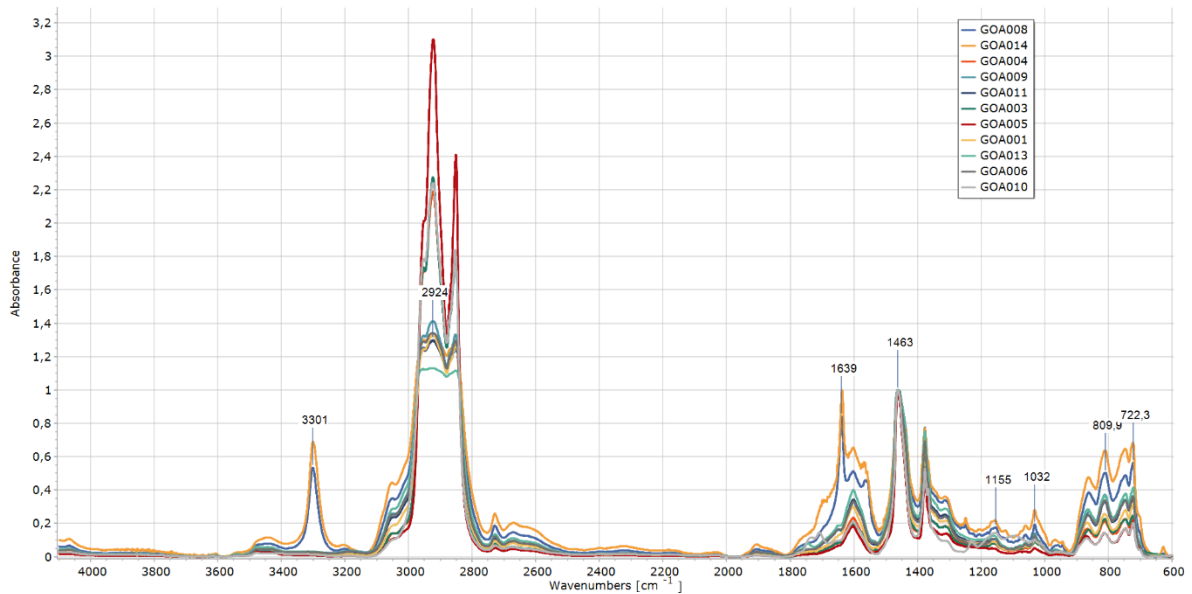 3,2
3
2,8
2,6
2,4
2,2
2
1,8
1,6
1,4
1,2
1
0,8
0,6
0,4
0,2
0
Absorbance
GOA008
GOA014
GOA004
GOA009
GOA011
GOA003
GOA005
GOA001
GOA013
GOA006
GOA010
3301
2924
1639
1463
1155
1032
809,9
722,3
4000 3800 3600 3400 3200 3000 2800 2600 2400 2200 2000 1800 1600 1400 1200 1000 800 600
Wavenumbers [cm⁻¹]